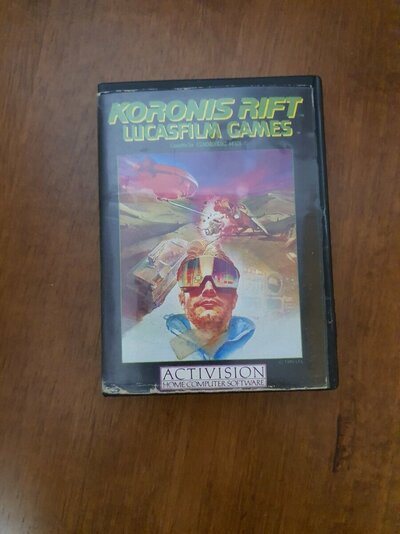 KORONIS RIFT
LUCASFILM GAMES
ACTIVISION
HOME COMPUTER SOFTWARE